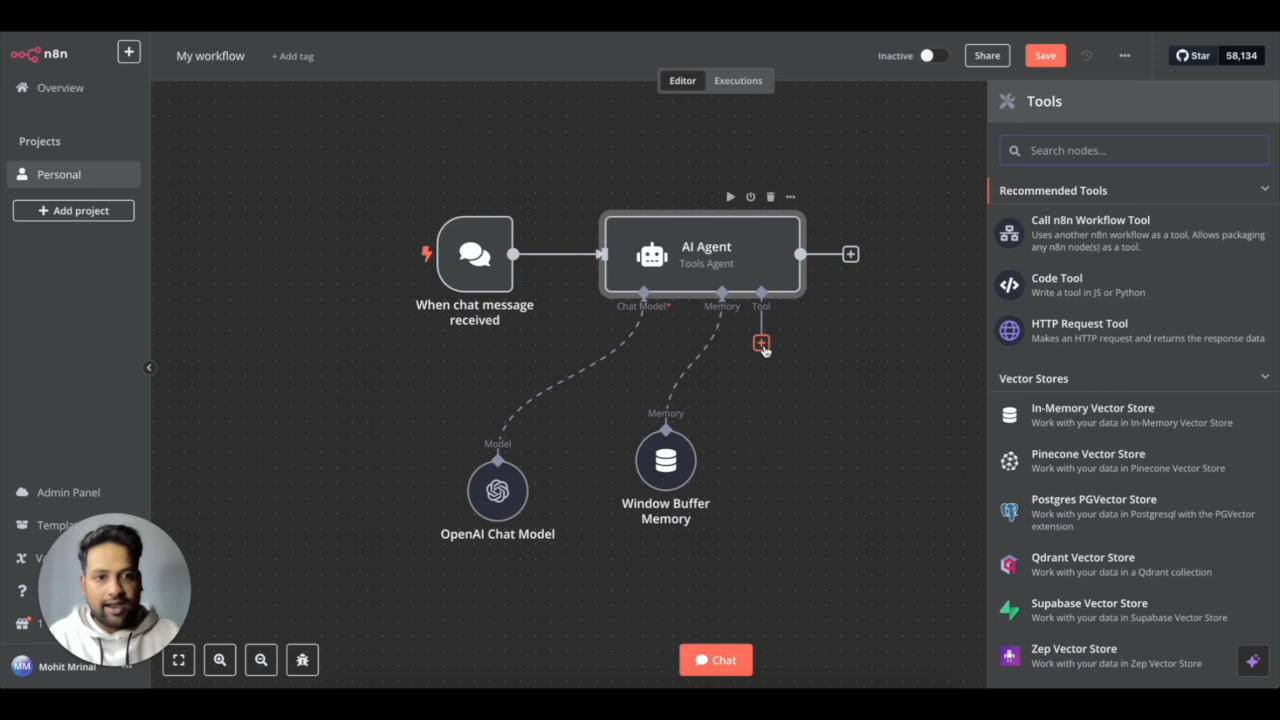 n8n
My workflow
+ Add tag
Inactive
Share
Save
Star
58,134
Editor
Executions
Overview
Projects
Personal
Add project
Admin Panel
MM
Mohit Mrinal
When chat message
received
AI Agent
Tools Agent
Chat Model*
Memory
Tool
Model
OpenAI Chat Model
Memory
Window Buffer
Memory
Chat
Tools
Search nodes...
Recommended Tools
Call n8n Workflow Tool
Uses another n8n workflow as a tool. Allows packaging
any n8n node(s) as a tool.
Code Tool
Write a tool in JS or Python
HTTP Request Tool
Makes an HTTP request and returns the response data
Vector Stores
In-Memory Vector Store
Work with your data in In-Memory Vector Store
Pinecone Vector Store
Work with your data in Pinecone Vector Store
Postgres PGVector Store
Work with your data in Postgresql with the PGVector
extension
Qdrant Vector Store
Work with your data in a Qdrant collection
Supabase Vector Store
Work with your data in Supabase Vector Store
Zep Vector Store
Work with your data in Zep Vector Store